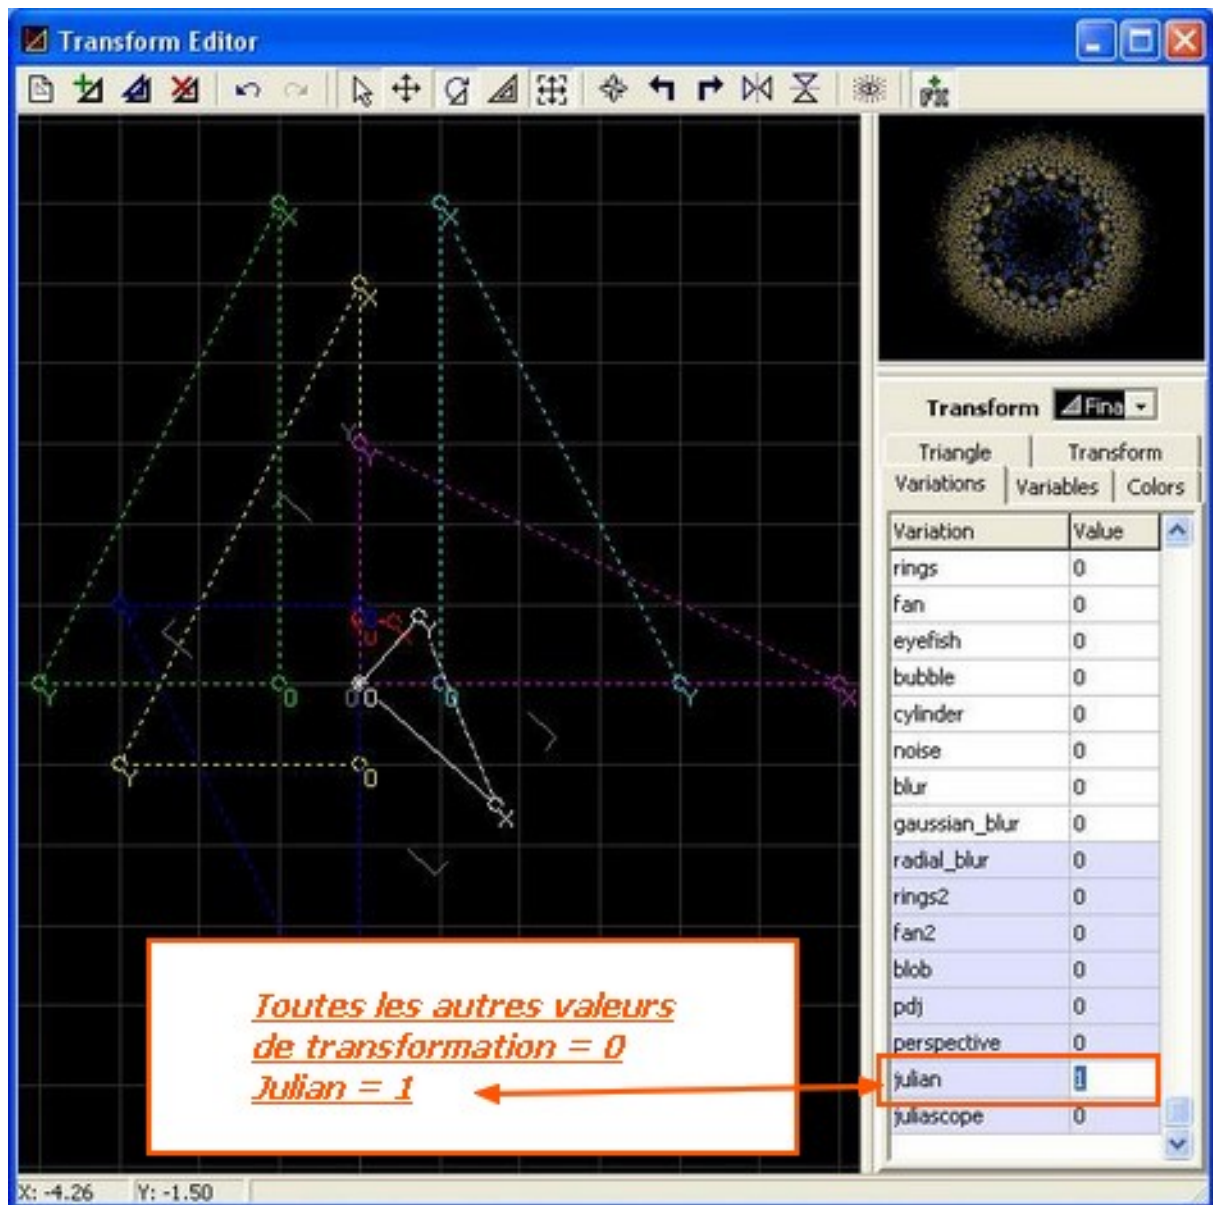 Transform Editor
FX
X
X
X
Y
Y
Y
Y
Y
X
Y
O
O
O
O
Y
O
X
Transform Fina
Triangle Transform
Variations Variables Colors
Variation Value
rings 0
fan 0
eyefish 0
bubble 0
cylinder 0
noise 0
blur 0
gaussian_blur 0
radial_blur 0
rings2 0
fan2 0
blob 0
pdj 0
perspective 0
julian 1
juliascope 0
Toutes les autres valeurs
de transformation = 0
Julian = 1
X: -4.26 Y: -1.50